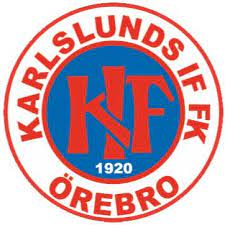 KARLSLUNDS IF FK
KIF
1920
ÖREBRO